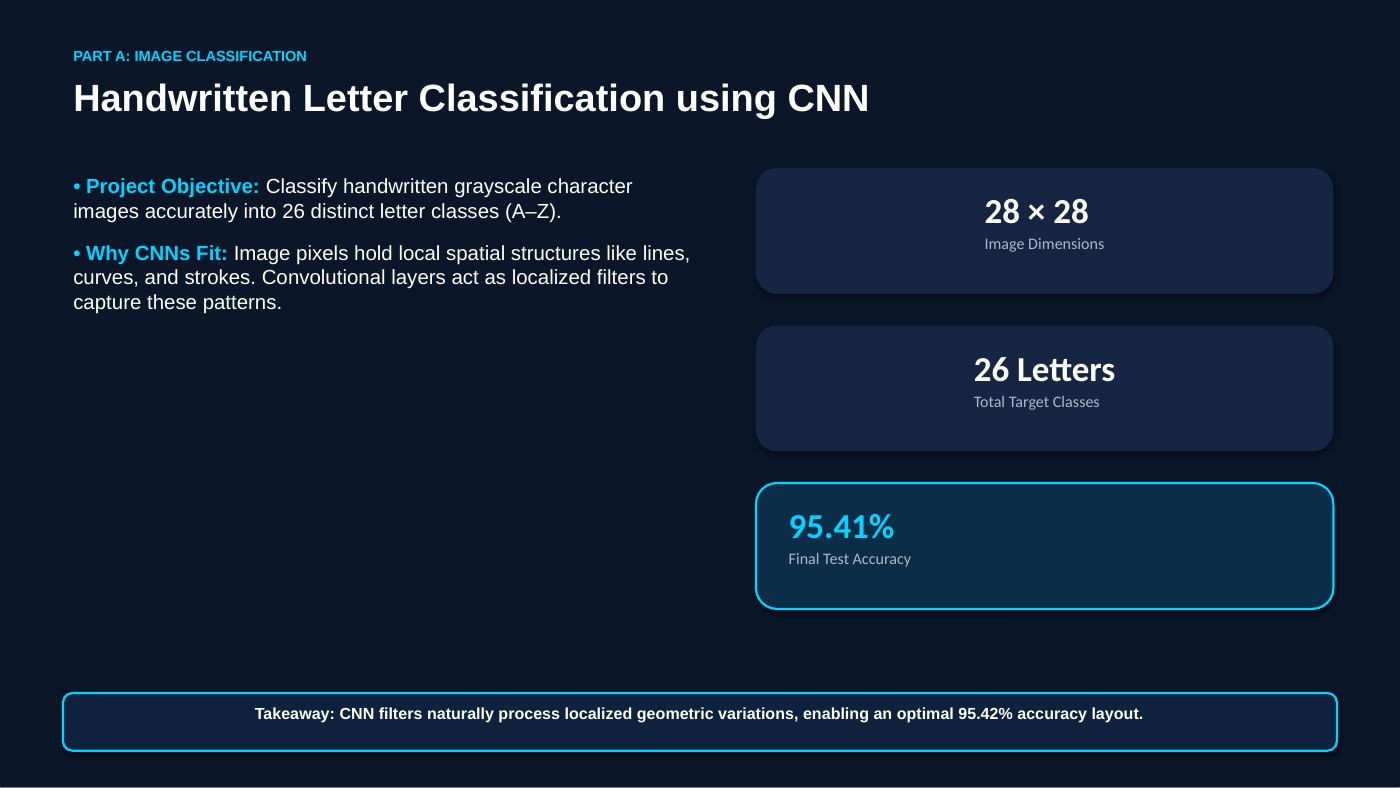 PART A: IMAGE CLASSIFICATION
Handwritten Letter Classification using CNN
• Project Objective: Classify handwritten grayscale character
images accurately into 26 distinct letter classes (A–Z).
• Why CNNs Fit: Image pixels hold local spatial structures like lines,
curves, and strokes. Convolutional layers act as localized filters to
capture these patterns.
28 × 28
Image Dimensions
26 Letters
Total Target Classes
95.41%
Final Test Accuracy
Takeaway: CNN filters naturally process localized geometric variations, enabling an optimal 95.42% accuracy layout.